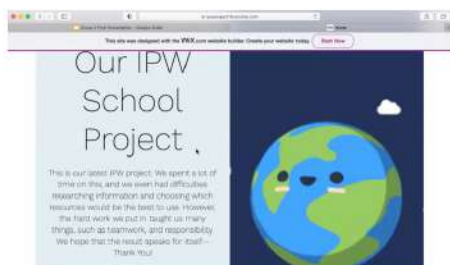 This site was designed with the WiX.com website builder. Create your website today. Start Now
Our IPW
School
Project
This is our latest IPW project. We spent a lot of
time on this, and we even had difficulties
researching information and choosing which
resources would be the best to use. However,
the hard work we put in taught us many
things, such as teamwork, and responsibility.
We hope that the result speaks for itself—
Thank You!